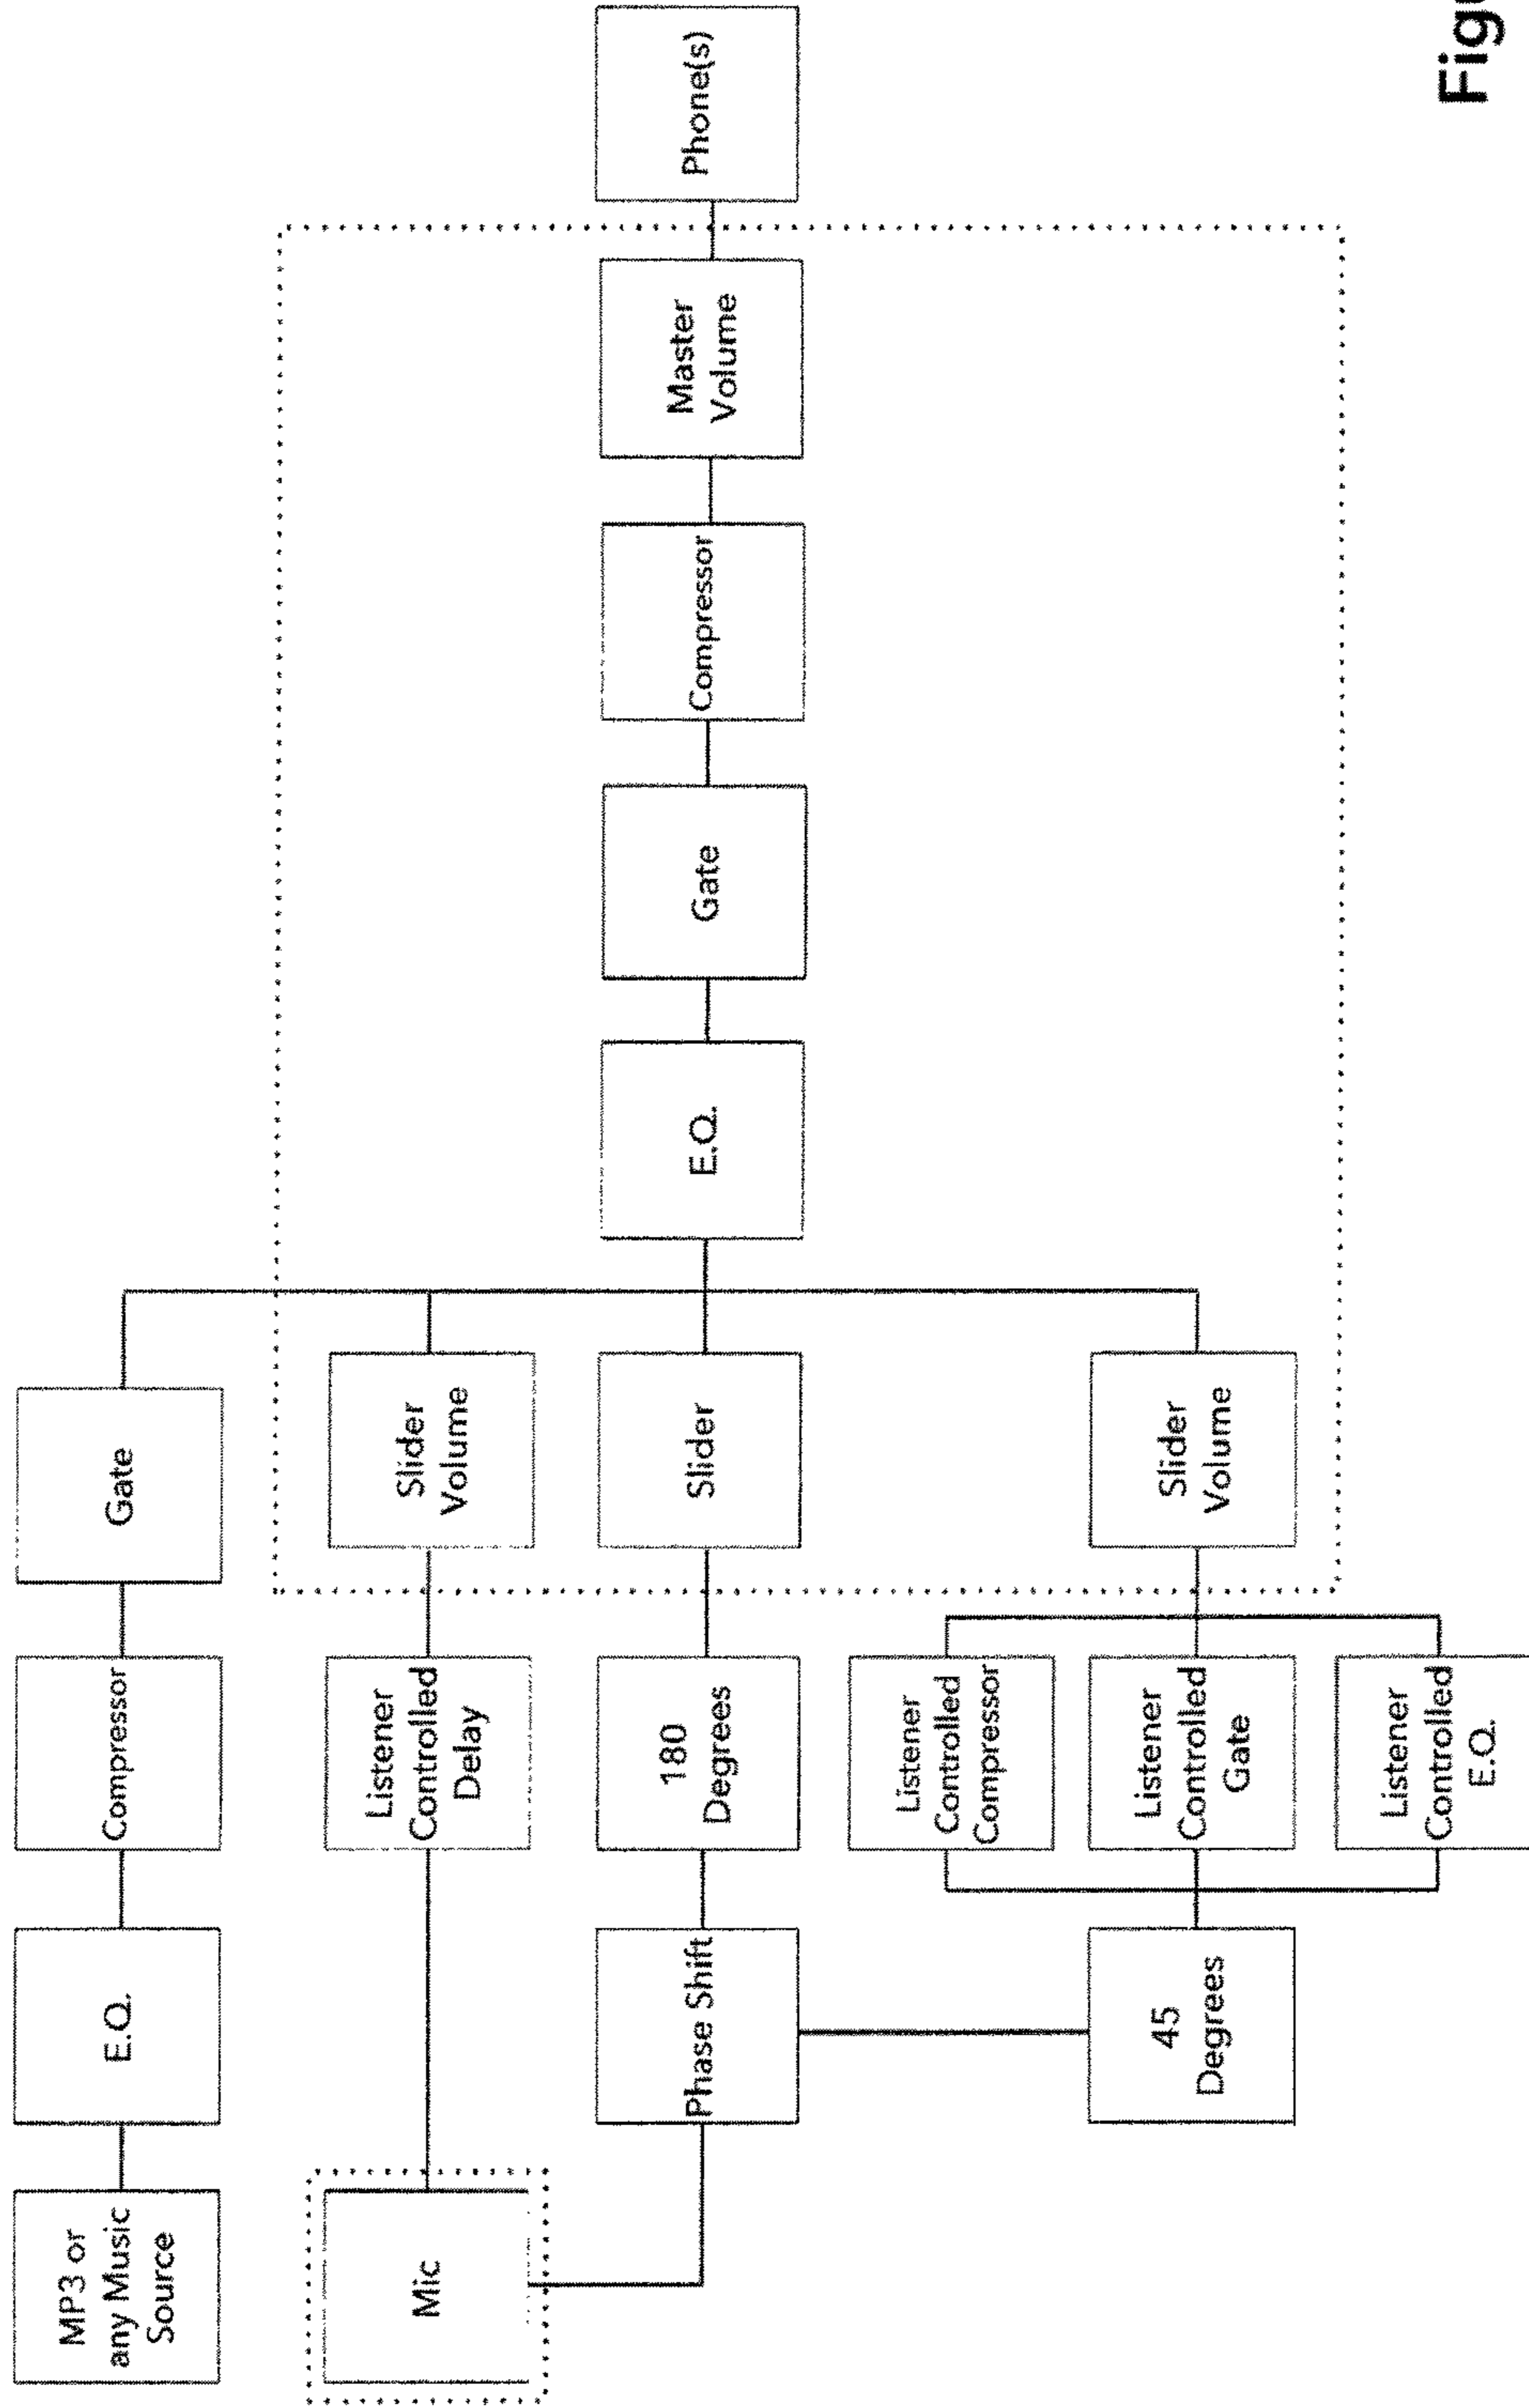 MP3 or
any Music
Source
E.Q.
Compressor
Gate
Mic
Listener
Controlled
Delay
Slider
Volume
Phase Shift
180
Degrees
Slider
E.Q.
Gate
Compressor
Master
Volume
Phone(s)
45
Degrees
Listener
Controlled
Compressor
Listener
Controlled
Gate
Listener
Controlled
E.Q.
Slider
Volume
Figu